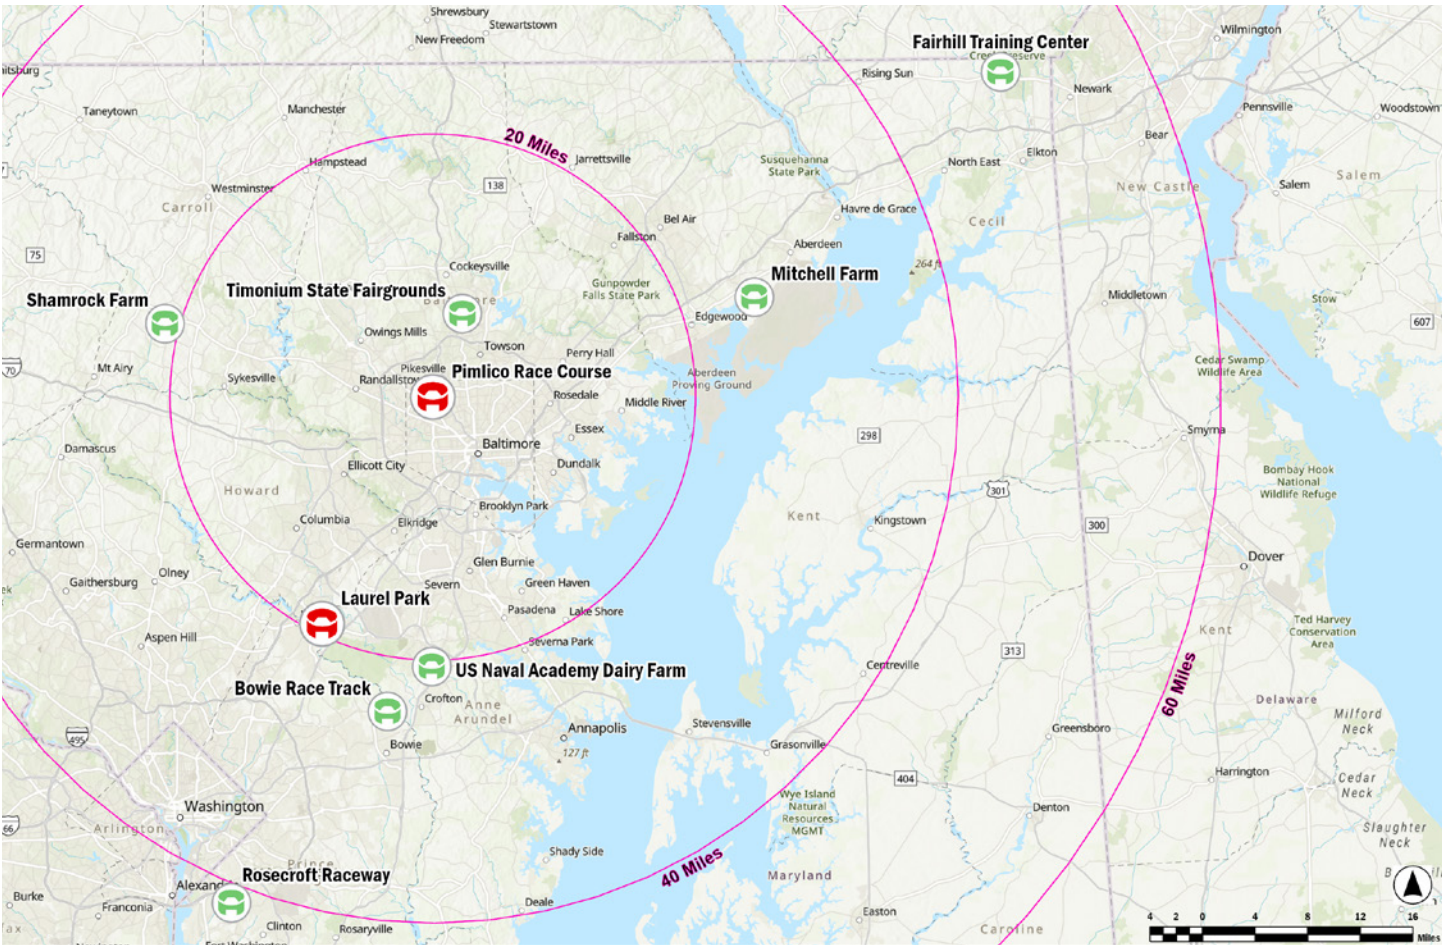 Shrewsbury
Stewartstown
New Freedom
Wilmington
Fairhill Training Center
itsburg
Rising Sun
Newark
Taneytown
Manchester
Pennsville
Woodstown
20 Miles
Bear
Hampstead
Jarrettsville
Susquehanna
State Park
North East
Elkton
138
Westminster
Carroll
New Castle
Salem
Salem
Havre de Grace
Bel Air
Cecil
Fallston
Aberdeen
75
Cockeysville
264 ft
Mitchell Farm
Timonium State Fairgrounds
Gunpowder
Falls State Park
Shamrock Farm
Middletown
Stow
Edgewood
607
Owings Mills
Towson
Perry Hall
70
Mt Airy
Pikesville
Pimlico Race Course
Cedar Swamp
Wildlife Area
Sykesville
Aberdeen
Proving Ground
Rosedale
Middle River
Essex
298
Smyrna
Damascus
Baltimore
Ellicott City
Dundalk
Bombay Hook
National
Wildlife Refuge
Howard
301
Brooklyn Park
Columbia
Elkridge
Kent
Kingstown
300
Germantown
Dover
Glen Burnie
Olney
Gaithersburg
Severn
Green Haven
ek
Laurel Park
Pasadena
Lake Shore
Ted Harvey
Conservation
Area
Aspen Hill
Severna Park
Kent
313
Centreville
US Naval Academy Dairy Farm
60 Miles
Bowie Race Track
Crofton
Anne
Arundel
Delaware
Milford
Neck
Annapolis
Stevensville
Greensboro
495
Bowie
127 ft
Grasonville
Harrington
404
Cedar
Neck
Washington
Wye Island
Natural
Resources
MGMT
Denton
66
Arlington
Slaughter
Neck
Shady Side
40 Miles
Prince
Rosecroft Raceway
Maryland
Burke
Franconia
Deale
Easton
Clinton
Rosaryville
Caroline
4 2 0 4 8 12 16
Miles